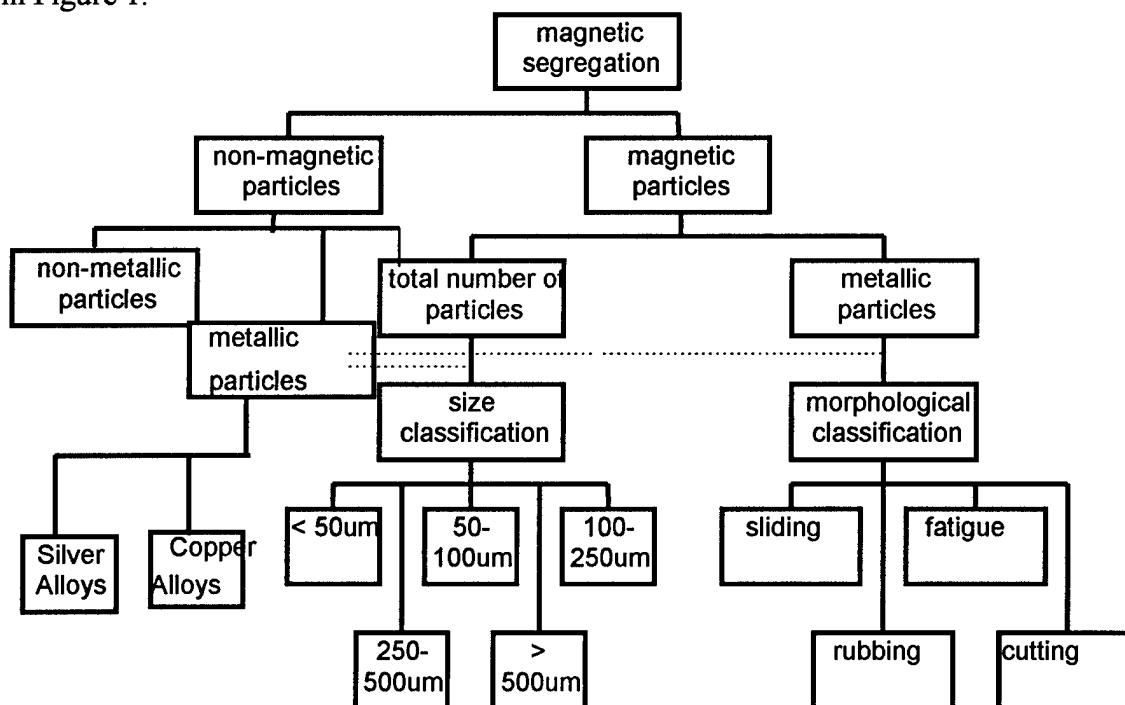 in Figure 1.
magnetic
segregation
non-magnetic
particles
magnetic
particles
non-metallic
particles
total number of
particles
metallic
particles
metallic
particles
size
classification
morphological
classification
< 50um
50-
100um
100-
250um
sliding
fatigue
Silver
Alloys
Copper
Alloys
250-
500um
>
500um
rubbing
cutting